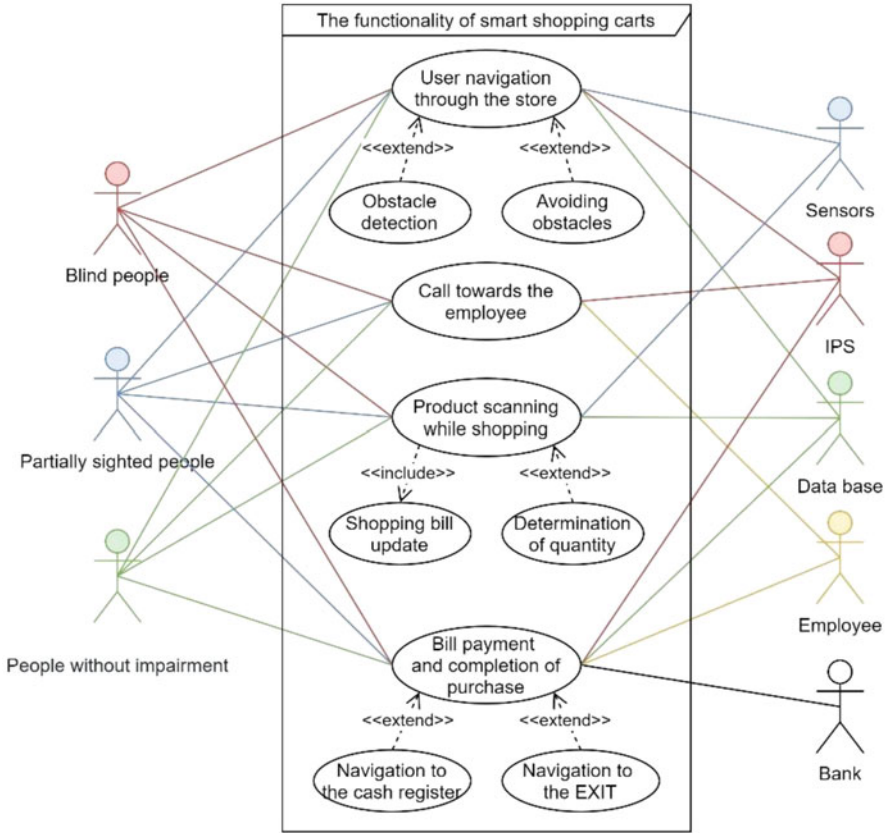 The functionality of smart shopping carts
User navigation
through the store
<<extend>>
<<extend>>
Obstacle
detection
Avoiding
obstacles
Call towards the
employee
Product scanning
while shopping
<<include>>
<<extend>>
Shopping bill
update
Determination
of quantity
Bill payment
and completion of
purchase
<<extend>>
<<extend>>
Navigation to
the cash register
Navigation to
the EXIT
Blind people
Partially sighted people
People without impairment
Sensors
IPS
Data base
Employee
Bank